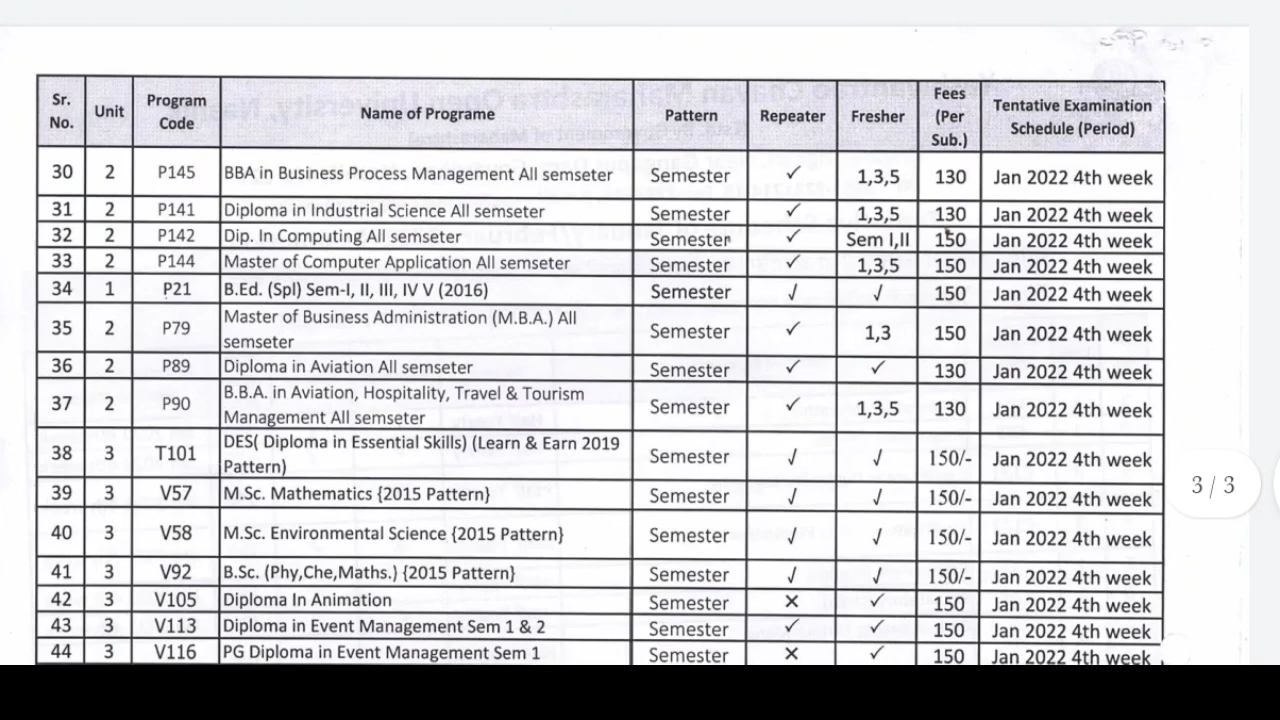 Sr. No. Unit Program Code Name of Programe Pattern Repeater Fresher Fees (Per Sub.) Tentative Examination Schedule (Period)
30 2 P145 BBA in Business Process Management All semseter Semester ✓ 1,3,5 130 Jan 2022 4th week
31 2 P141 Diploma in Industrial Science All semseter Semester ✓ 1,3,5 130 Jan 2022 4th week
32 2 P142 Dip. In Computing All semseter Semester ✓ Sem I,II 150 Jan 2022 4th week
33 2 P144 Master of Computer Application All semseter Semester ✓ 1,3,5 150 Jan 2022 4th week
34 1 P21 B.Ed. (Spl) Sem-I, II, III, IV V (2016) Semester √ √ 150 Jan 2022 4th week
35 2 P79 Master of Business Administration (M.B.A.) All semseter Semester ✓ 1,3 150 Jan 2022 4th week
36 2 P89 Diploma in Aviation All semseter Semester ✓ ✓ 130 Jan 2022 4th week
37 2 P90 B.B.A. in Aviation, Hospitality, Travel & Tourism Management All semseter Semester ✓ 1,3,5 130 Jan 2022 4th week
38 3 T101 DES( Diploma in Essential Skills) (Learn & Earn 2019 Pattern) Semester √ √ 150/- Jan 2022 4th week
39 3 V57 M.Sc. Mathematics {2015 Pattern} Semester √ √ 150/- Jan 2022 4th week
40 3 V58 M.Sc. Environmental Science {2015 Pattern} Semester √ √ 150/- Jan 2022 4th week
41 3 V92 B.Sc. (Phy,Che,Maths.) {2015 Pattern} Semester √ √ 150/- Jan 2022 4th week
42 3 V105 Diploma In Animation Semester × ✓ 150 Jan 2022 4th week
43 3 V113 Diploma in Event Management Sem 1 & 2 Semester ✓ ✓ 150 Jan 2022 4th week
44 3 V116 PG Diploma in Event Management Sem 1 Semester × ✓ 150 Jan 2022 4th week
3 / 3